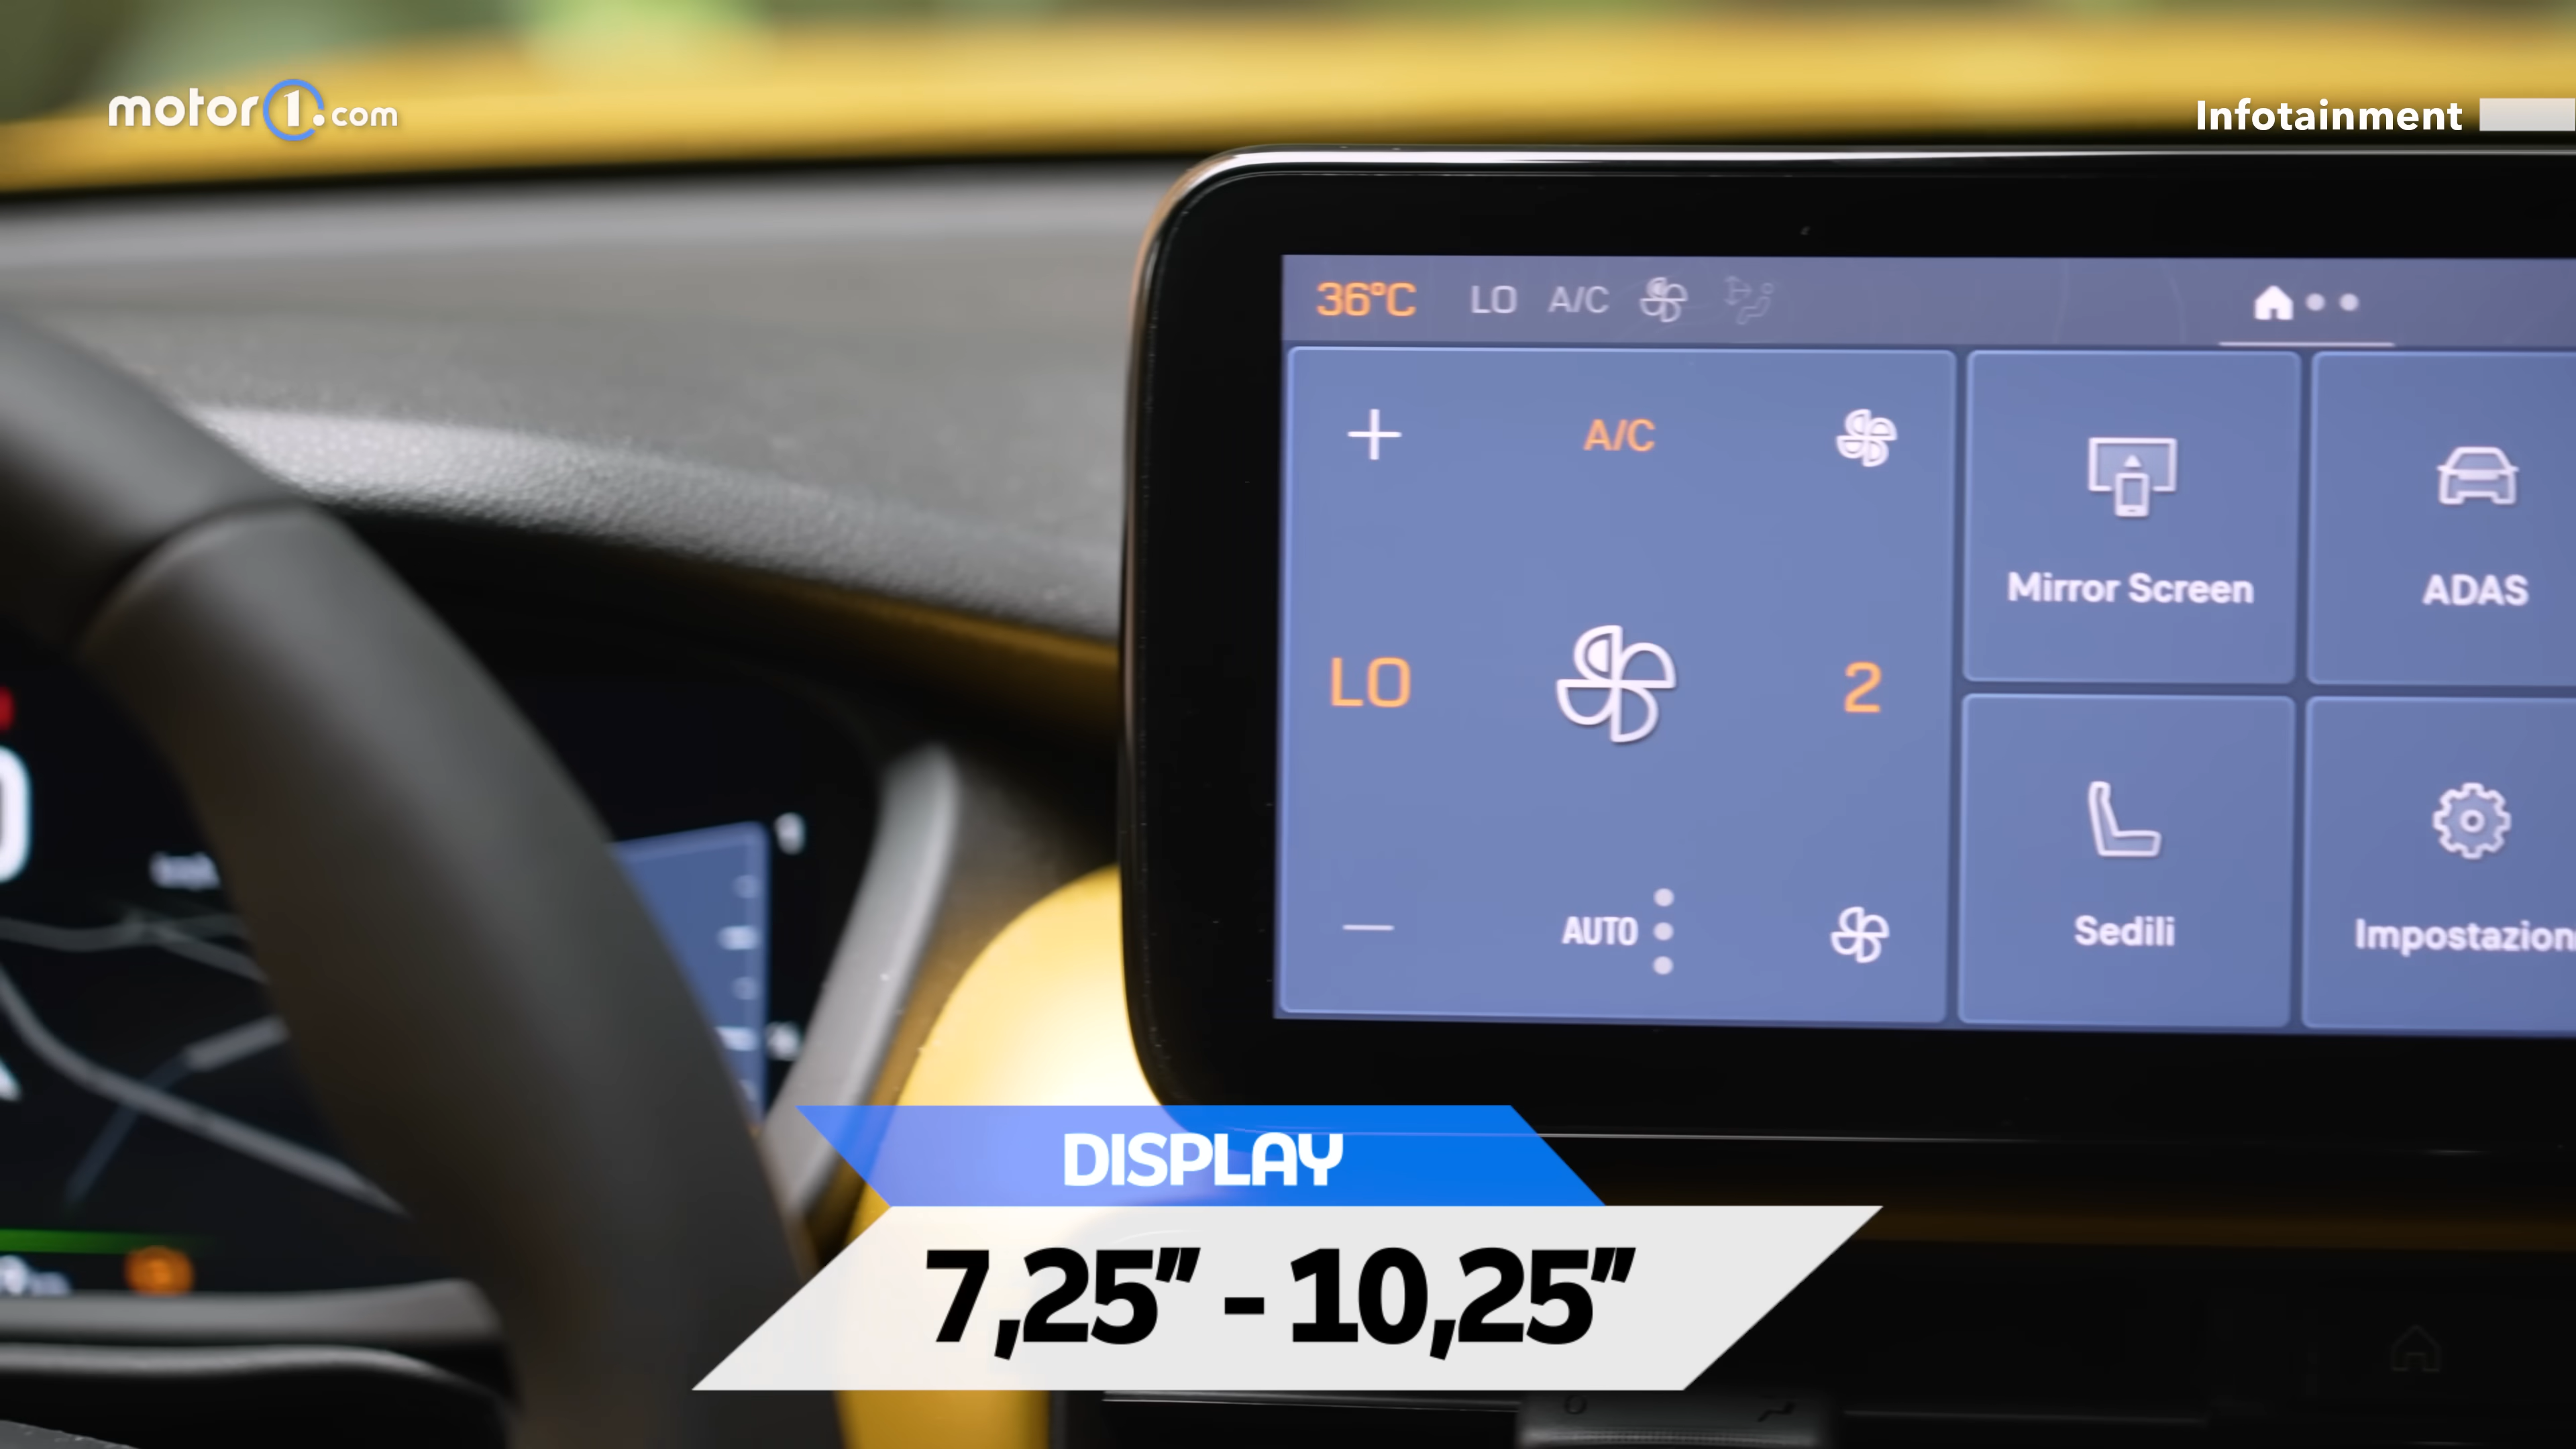 motor1.com
Infotainment
36°C LO A/C
A/C
Mirror Screen
ADAS
LO
2
AUTO
Sedili
Impostazion
DISPLAY
7,25” - 10,25”